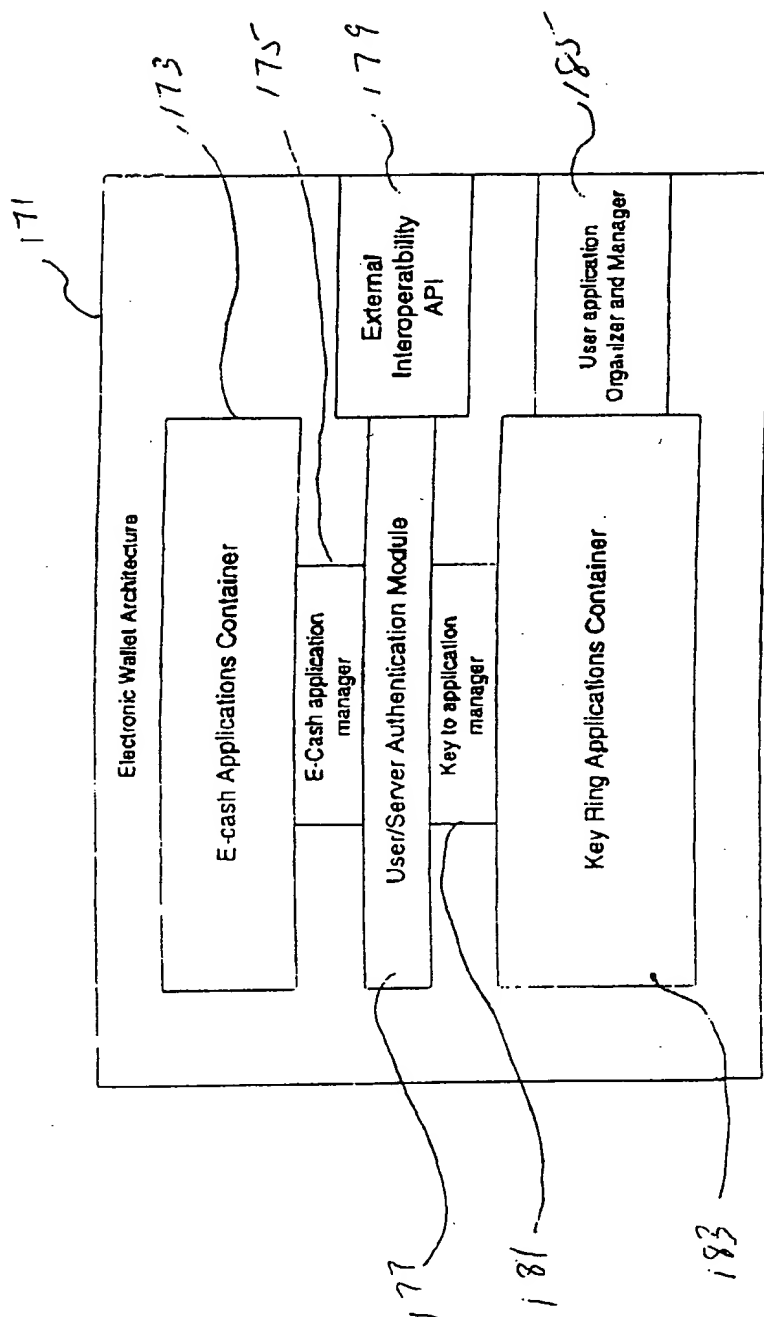 171
Electronic Wallet Architecture
173
E-cash Applications Container
175
E-Cash application
manager
177
User/Server Authentication Module
179
External
Interoperatbility
API
181
Key to application
manager
183
Key Ring Applications Container
185
User application
Organizer and Manager